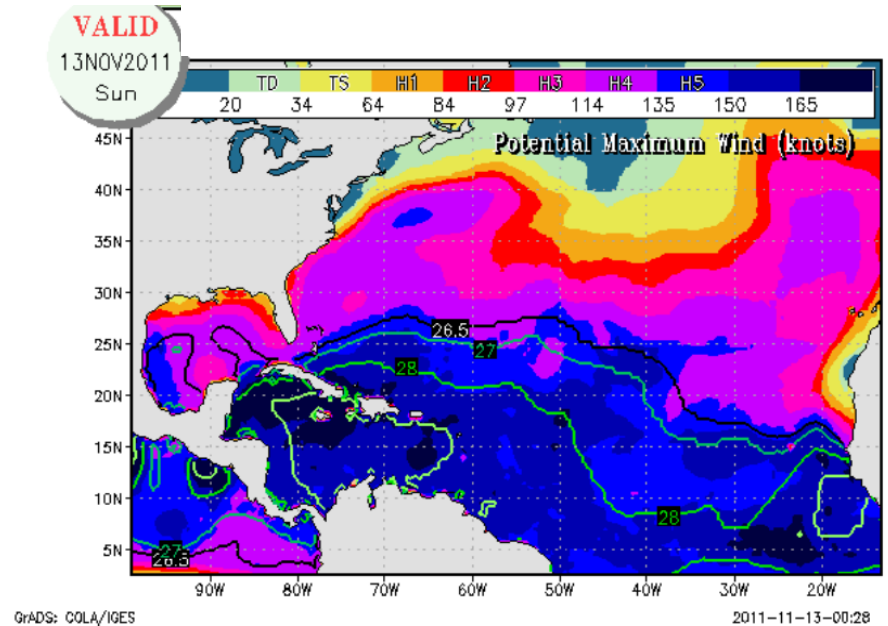 VALID
13NOV2011
Sun
TD TS H1 H2 H3 H4 H5
20 34 64 84 97 114 135 150 165
Potential Maximum Wind (knots)
45N
40N
35N
30N
25N
20N
15N
10N
5N
26.5
27
28
28
27
26.5
90W 80W 70W 60W 50W 40W 30W 20W
GrADS: COLA/IGES
2011-11-13-00:28